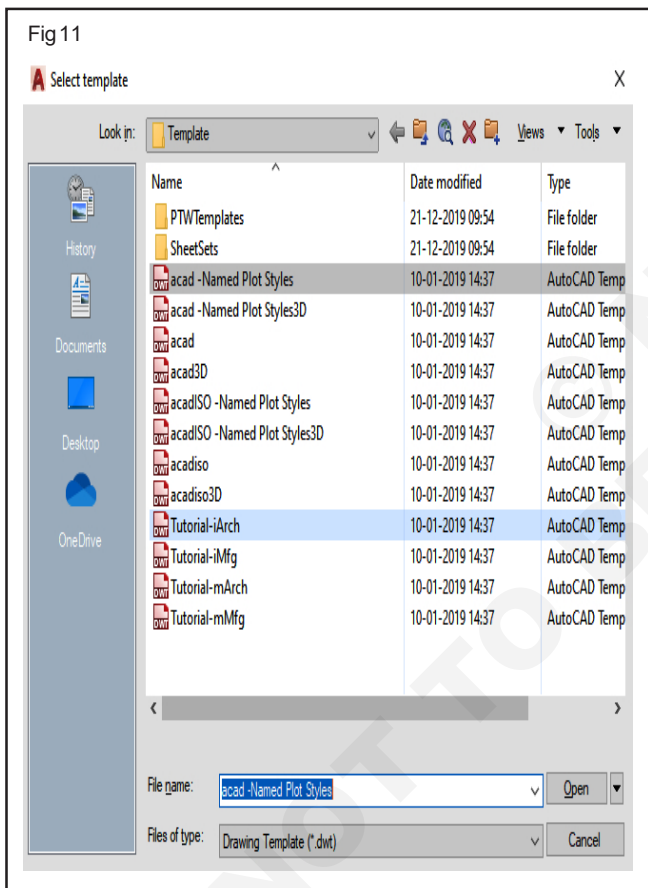 Fig 11
Select template X
Look in: Template Views Tools
Name Date modified Type
PTWTemplates 21-12-2019 09:54 File folder
SheetSets 21-12-2019 09:54 File folder
acad -Named Plot Styles 10-01-2019 14:37 AutoCAD Temp
acad -Named Plot Styles3D 10-01-2019 14:37 AutoCAD Temp
acad 10-01-2019 14:37 AutoCAD Temp
acad3D 10-01-2019 14:37 AutoCAD Temp
acadISO -Named Plot Styles 10-01-2019 14:37 AutoCAD Temp
acadISO -Named Plot Styles3D 10-01-2019 14:37 AutoCAD Temp
acadiso 10-01-2019 14:37 AutoCAD Temp
acadiso3D 10-01-2019 14:37 AutoCAD Temp
Tutorial-iArch 10-01-2019 14:37 AutoCAD Temp
Tutorial-iMfg 10-01-2019 14:37 AutoCAD Temp
Tutorial-mArch 10-01-2019 14:37 AutoCAD Temp
Tutorial-mMfg 10-01-2019 14:37 AutoCAD Temp
History
Documents
Desktop
OneDrive
File name: acad -Named Plot Styles Open
Files of type: Drawing Template (*.dwt) Cancel
NOT TO BE